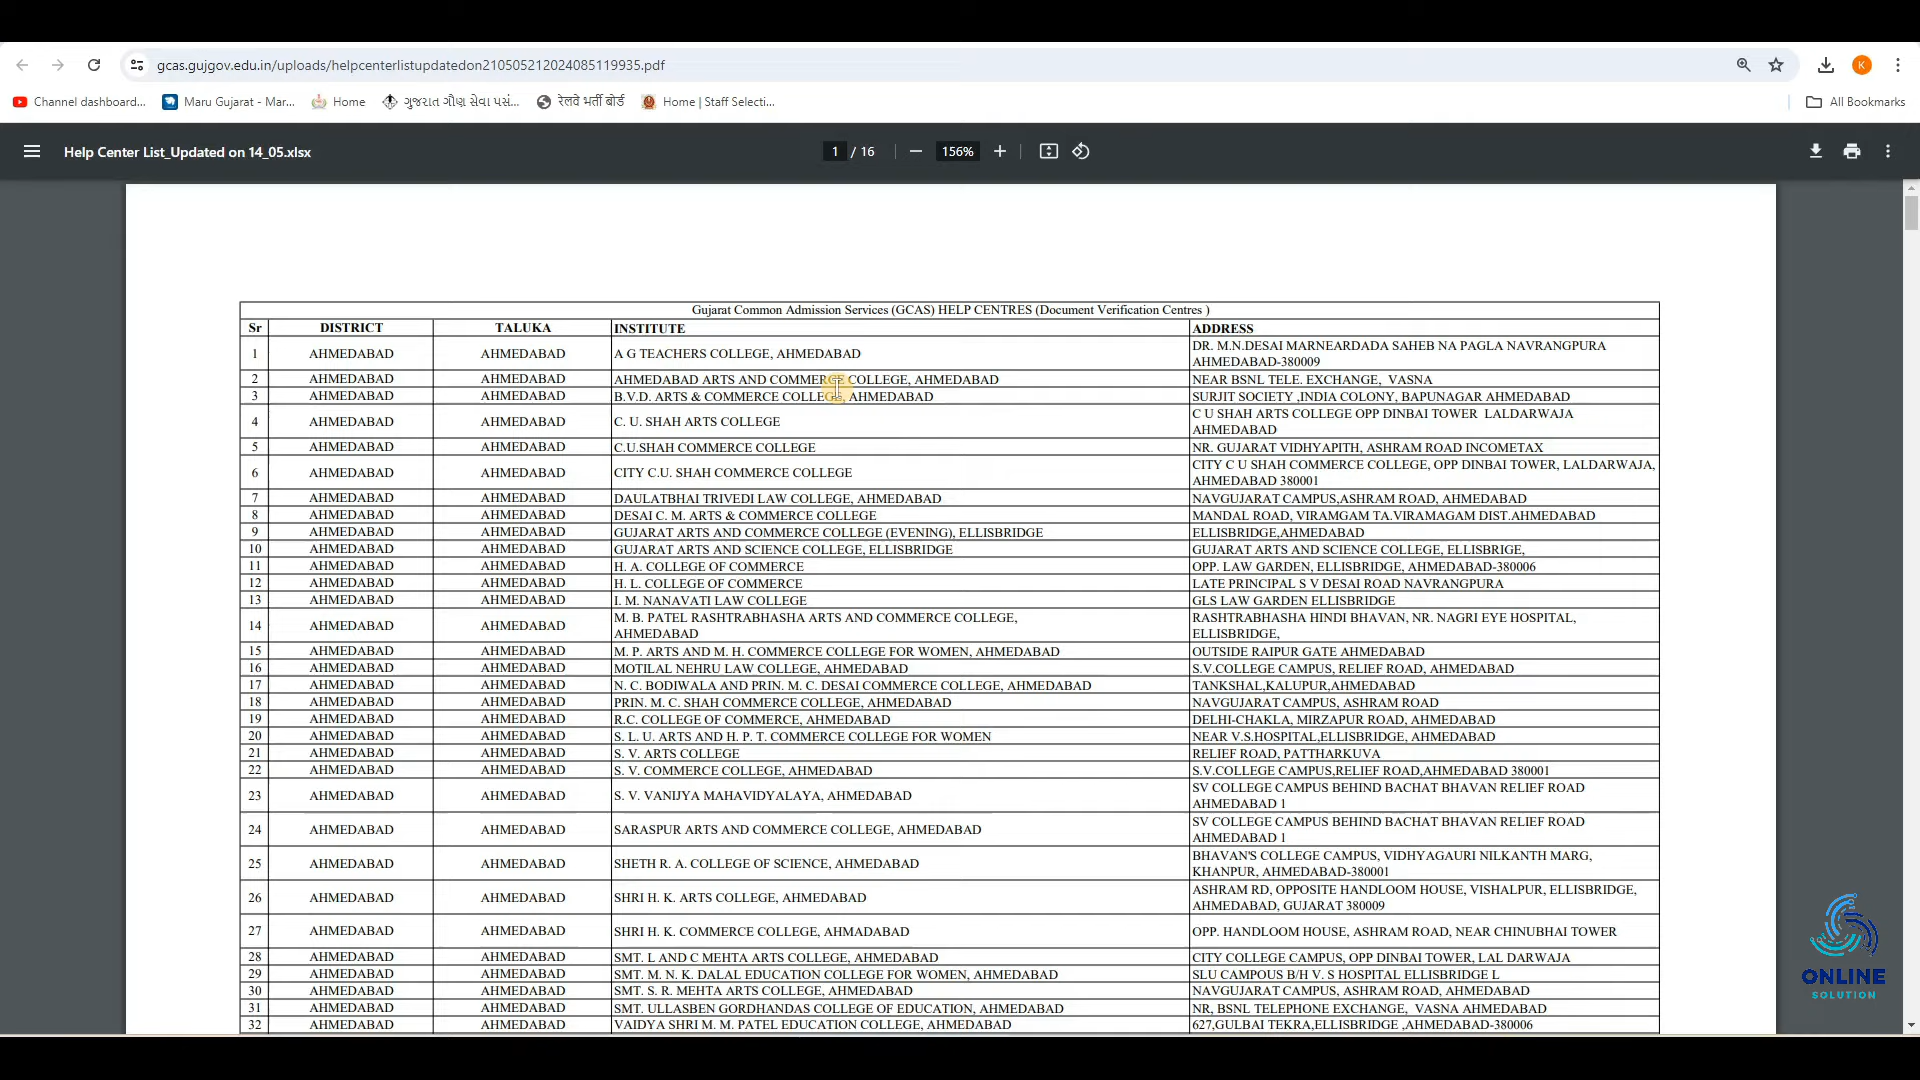 gcas.gujgov.edu.in/uploads/helpcenterlistupdatedon210505212024085119935.pdf
K
Channel dashboard... Maru Gujarat - Mar... Home ગુજરાત ગૌણ સેવા પસં... रेलवे भर्ती बोर्ड Home | Staff Selecti... All Bookmarks
Help Center List_Updated on 14_05.xlsx 1 / 16 156%
Gujarat Common Admission Services (GCAS) HELP CENTRES (Document Verification Centres )
Sr DISTRICT TALUKA INSTITUTE ADDRESS
1 AHMEDABAD AHMEDABAD A G TEACHERS COLLEGE, AHMEDABAD DR. M.N.DESAI MARNEARDADA SAHEB NA PAGLA NAVRANGPURA
AHMEDABAD-380009
2 AHMEDABAD AHMEDABAD AHMEDABAD ARTS AND COMMERCE COLLEGE, AHMEDABAD NEAR BSNL TELE. EXCHANGE, VASNA
3 AHMEDABAD AHMEDABAD B.V.D. ARTS & COMMERCE COLLEGE, AHMEDABAD SURJIT SOCIETY ,INDIA COLONY, BAPUNAGAR AHMEDABAD
4 AHMEDABAD AHMEDABAD C. U. SHAH ARTS COLLEGE C U SHAH ARTS COLLEGE OPP DINBAI TOWER LALDARWAJA
AHMEDABAD
5 AHMEDABAD AHMEDABAD C.U.SHAH COMMERCE COLLEGE NR. GUJARAT VIDHYAPITH, ASHRAM ROAD INCOMETAX
6 AHMEDABAD AHMEDABAD CITY C.U. SHAH COMMERCE COLLEGE CITY C U SHAH COMMERCE COLLEGE, OPP DINBAI TOWER, LALDARWAJA,
AHMEDABAD 380001
7 AHMEDABAD AHMEDABAD DAULATBHAI TRIVEDI LAW COLLEGE, AHMEDABAD NAVGUJARAT CAMPUS,ASHRAM ROAD, AHMEDABAD
8 AHMEDABAD AHMEDABAD DESAI C. M. ARTS & COMMERCE COLLEGE MANDAL ROAD, VIRAMGAM TA.VIRAMAGAM DIST.AHMEDABAD
9 AHMEDABAD AHMEDABAD GUJARAT ARTS AND COMMERCE COLLEGE (EVENING), ELLISBRIDGE ELLISBRIDGE,AHMEDABAD
10 AHMEDABAD AHMEDABAD GUJARAT ARTS AND SCIENCE COLLEGE, ELLISBRIDGE GUJARAT ARTS AND SCIENCE COLLEGE, ELLISBRIGE,
11 AHMEDABAD AHMEDABAD H. A. COLLEGE OF COMMERCE OPP. LAW GARDEN, ELLISBRIDGE, AHMEDABAD-380006
12 AHMEDABAD AHMEDABAD H. L. COLLEGE OF COMMERCE LATE PRINCIPAL S V DESAI ROAD NAVRANGPURA
13 AHMEDABAD AHMEDABAD I. M. NANAVATI LAW COLLEGE GLS LAW GARDEN ELLISBRIDGE
14 AHMEDABAD AHMEDABAD M. B. PATEL RASHTRABHASHA ARTS AND COMMERCE COLLEGE, RASHTRABHASHA HINDI BHAVAN, NR. NAGRI EYE HOSPITAL,
AHMEDABAD ELLISBRIDGE,
15 AHMEDABAD AHMEDABAD M. P. ARTS AND M. H. COMMERCE COLLEGE FOR WOMEN, AHMEDABAD OUTSIDE RAIPUR GATE AHMEDABAD
16 AHMEDABAD AHMEDABAD MOTILAL NEHRU LAW COLLEGE, AHMEDABAD S.V.COLLEGE CAMPUS, RELIEF ROAD, AHMEDABAD
17 AHMEDABAD AHMEDABAD N. C. BODIWALA AND PRIN. M. C. DESAI COMMERCE COLLEGE, AHMEDABAD TANKSHAL,KALUPUR,AHMEDABAD
18 AHMEDABAD AHMEDABAD PRIN. M. C. SHAH COMMERCE COLLEGE, AHMEDABAD NAVGUJARAT CAMPUS, ASHRAM ROAD
19 AHMEDABAD AHMEDABAD R.C. COLLEGE OF COMMERCE, AHMEDABAD DELHI-CHAKLA, MIRZAPUR ROAD, AHMEDABAD
20 AHMEDABAD AHMEDABAD S. L. U. ARTS AND H. P. T. COMMERCE COLLEGE FOR WOMEN NEAR V.S.HOSPITAL,ELLISBRIDGE, AHMEDABAD
21 AHMEDABAD AHMEDABAD S. V. ARTS COLLEGE RELIEF ROAD, PATTHARKUVA
22 AHMEDABAD AHMEDABAD S. V. COMMERCE COLLEGE, AHMEDABAD S.V.COLLEGE CAMPUS,RELIEF ROAD,AHMEDABAD 380001
23 AHMEDABAD AHMEDABAD S. V. VANIJYA MAHAVIDYALAYA, AHMEDABAD SV COLLEGE CAMPUS BEHIND BACHAT BHAVAN RELIEF ROAD
AHMEDABAD 1
24 AHMEDABAD AHMEDABAD SARASPUR ARTS AND COMMERCE COLLEGE, AHMEDABAD SV COLLEGE CAMPUS BEHIND BACHAT BHAVAN RELIEF ROAD
AHMEDABAD 1
25 AHMEDABAD AHMEDABAD SHETH R. A. COLLEGE OF SCIENCE, AHMEDABAD BHAVAN'S COLLEGE CAMPUS, VIDHYAGAURI NILKANTH MARG,
KHANPUR, AHMEDABAD-380001
26 AHMEDABAD AHMEDABAD SHRI H. K. ARTS COLLEGE, AHMEDABAD ASHRAM RD, OPPOSITE HANDLOOM HOUSE, VISHALPUR, ELLISBRIDGE,
AHMEDABAD, GUJARAT 380009
27 AHMEDABAD AHMEDABAD SHRI H. K. COMMERCE COLLEGE, AHMADABAD OPP. HANDLOOM HOUSE, ASHRAM ROAD, NEAR CHINUBHAI TOWER
28 AHMEDABAD AHMEDABAD SMT. L AND C MEHTA ARTS COLLEGE, AHMEDABAD CITY COLLEGE CAMPUS, OPP DINBAI TOWER, LAL DARWAJA
29 AHMEDABAD AHMEDABAD SMT. M. N. K. DALAL EDUCATION COLLEGE FOR WOMEN, AHMEDABAD SLU CAMPOUS B/H V. S HOSPITAL ELLISBRIDGE L
30 AHMEDABAD AHMEDABAD SMT. S. R. MEHTA ARTS COLLEGE, AHMEDABAD NAVGUJARAT CAMPUS, ASHRAM ROAD, AHMEDABAD
31 AHMEDABAD AHMEDABAD SMT. ULLASBEN GORDHANDAS COLLEGE OF EDUCATION, AHMEDABAD NR, BSNL TELEPHONE EXCHANGE, VASNA AHMEDABAD
32 AHMEDABAD AHMEDABAD VAIDYA SHRI M. M. PATEL EDUCATION COLLEGE, AHMEDABAD 627,GULBAI TEKRA,ELLISBRIDGE ,AHMEDABAD-380006
ONLINE
SOLUTION